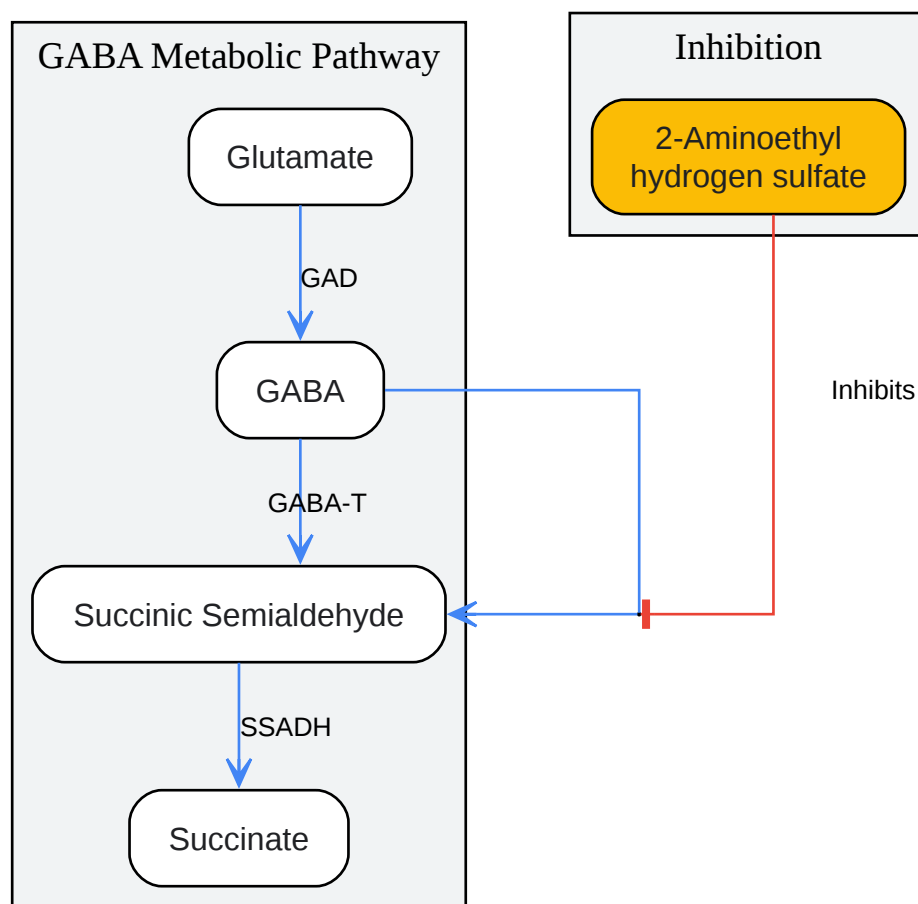 GABA Metabolic Pathway
Glutamate
GAD
GABA
GABA-T
Succinic Semialdehyde
SSADH
Succinate
Inhibition
2-Aminoethyl
hydrogen sulfate
Inhibits